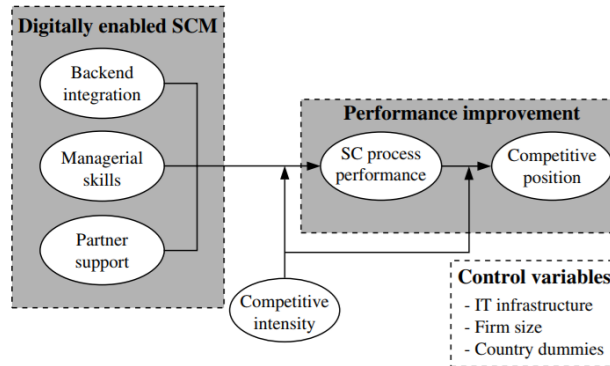 Digitally enabled SCM
Backend
integration
Managerial
skills
Partner
support
Performance improvement
SC process
performance
Competitive
position
Competitive
intensity
Control variables
- IT infrastructure
- Firm size
- Country dummies